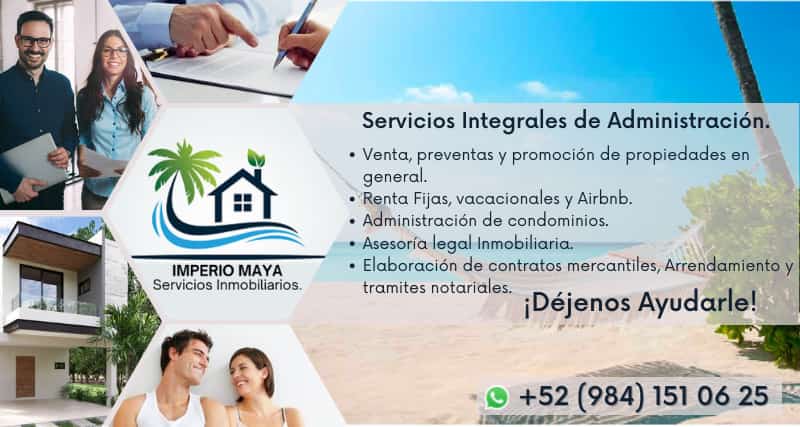 Servicios Integrales de Administración.
• Venta, preventas y promoción de propiedades en
general.
• Renta Fijas, vacacionales y Airbnb.
• Administración de condominios.
• Asesoría legal Inmobiliaria.
• Elaboración de contratos mercantiles, Arrendamiento y
tramites notariales.
¡Déjenos Ayudarle!
IMPERIO MAYA
Servicios Inmobiliarios.
+52 (984) 151 06 25